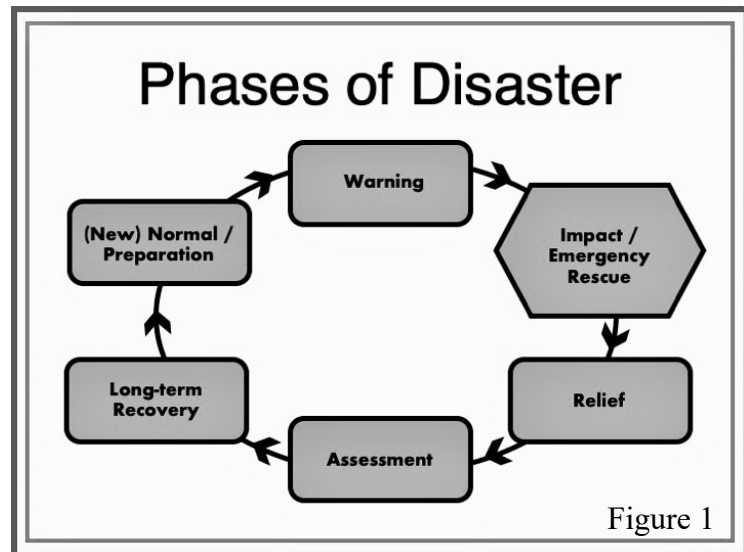 Phases of Disaster
Warning
Impact /
Emergency
Rescue
Relief
Assessment
Long-term
Recovery
(New) Normal /
Preparation
Figure 1